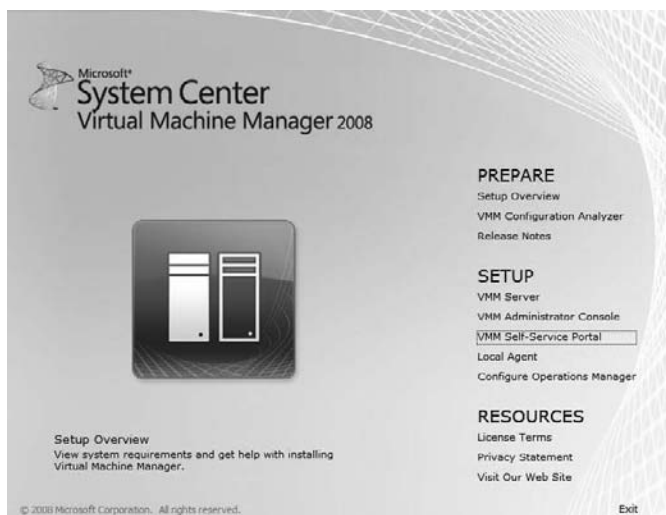 Microsoft®
System Center
Virtual Machine Manager 2008
PREPARE
Setup Overview
VMM Configuration Analyzer
Release Notes
SETUP
VMM Server
VMM Administrator Console
VMM Self-Service Portal
Local Agent
Configure Operations Manager
RESOURCES
License Terms
Privacy Statement
Visit Our Web Site
Setup Overview
View system requirements and get help with installing
Virtual Machine Manager.
© 2008 Microsoft Corporation. All rights reserved.
Exit